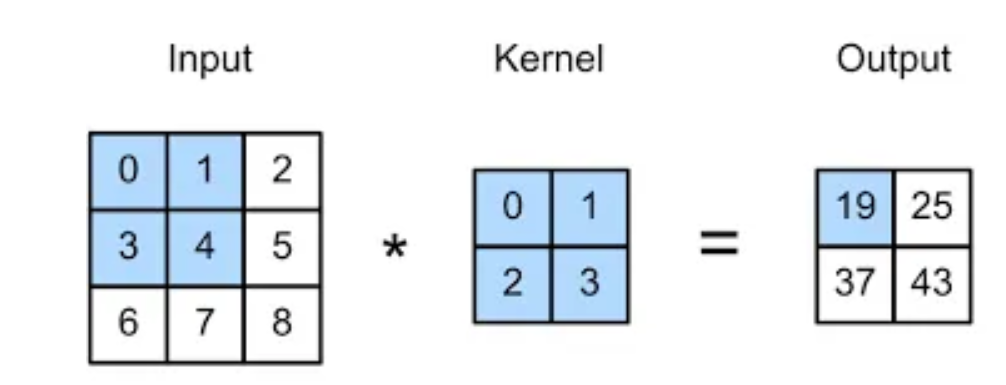 Input Kernel Output
0 1 2
0 1 19 25
3 4 5 * =
2 3 37 43
6 7 8